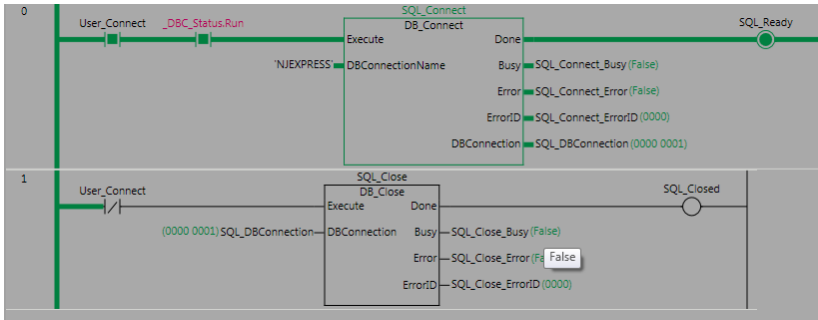 0
SQL_Connect
User_Connect _DBC_Status.Run DB_Connect SQL_Ready
Execute Done
'NJEXPRESS' DBConnectionName Busy SQL_Connect_Busy (False)
Error SQL_Connect_Error (False)
ErrorID SQL_Connect_ErrorID (0000)
DBConnection SQL_DBConnection (0000 0001)
1
SQL_Close
User_Connect DB_Close SQL_Closed
Execute Done
(0000 0001) SQL_DBConnection DBConnection Busy SQL_Close_Busy (False)
Error SQL_Close_Error (Fa False
ErrorID SQL_Close_ErrorID (0000)